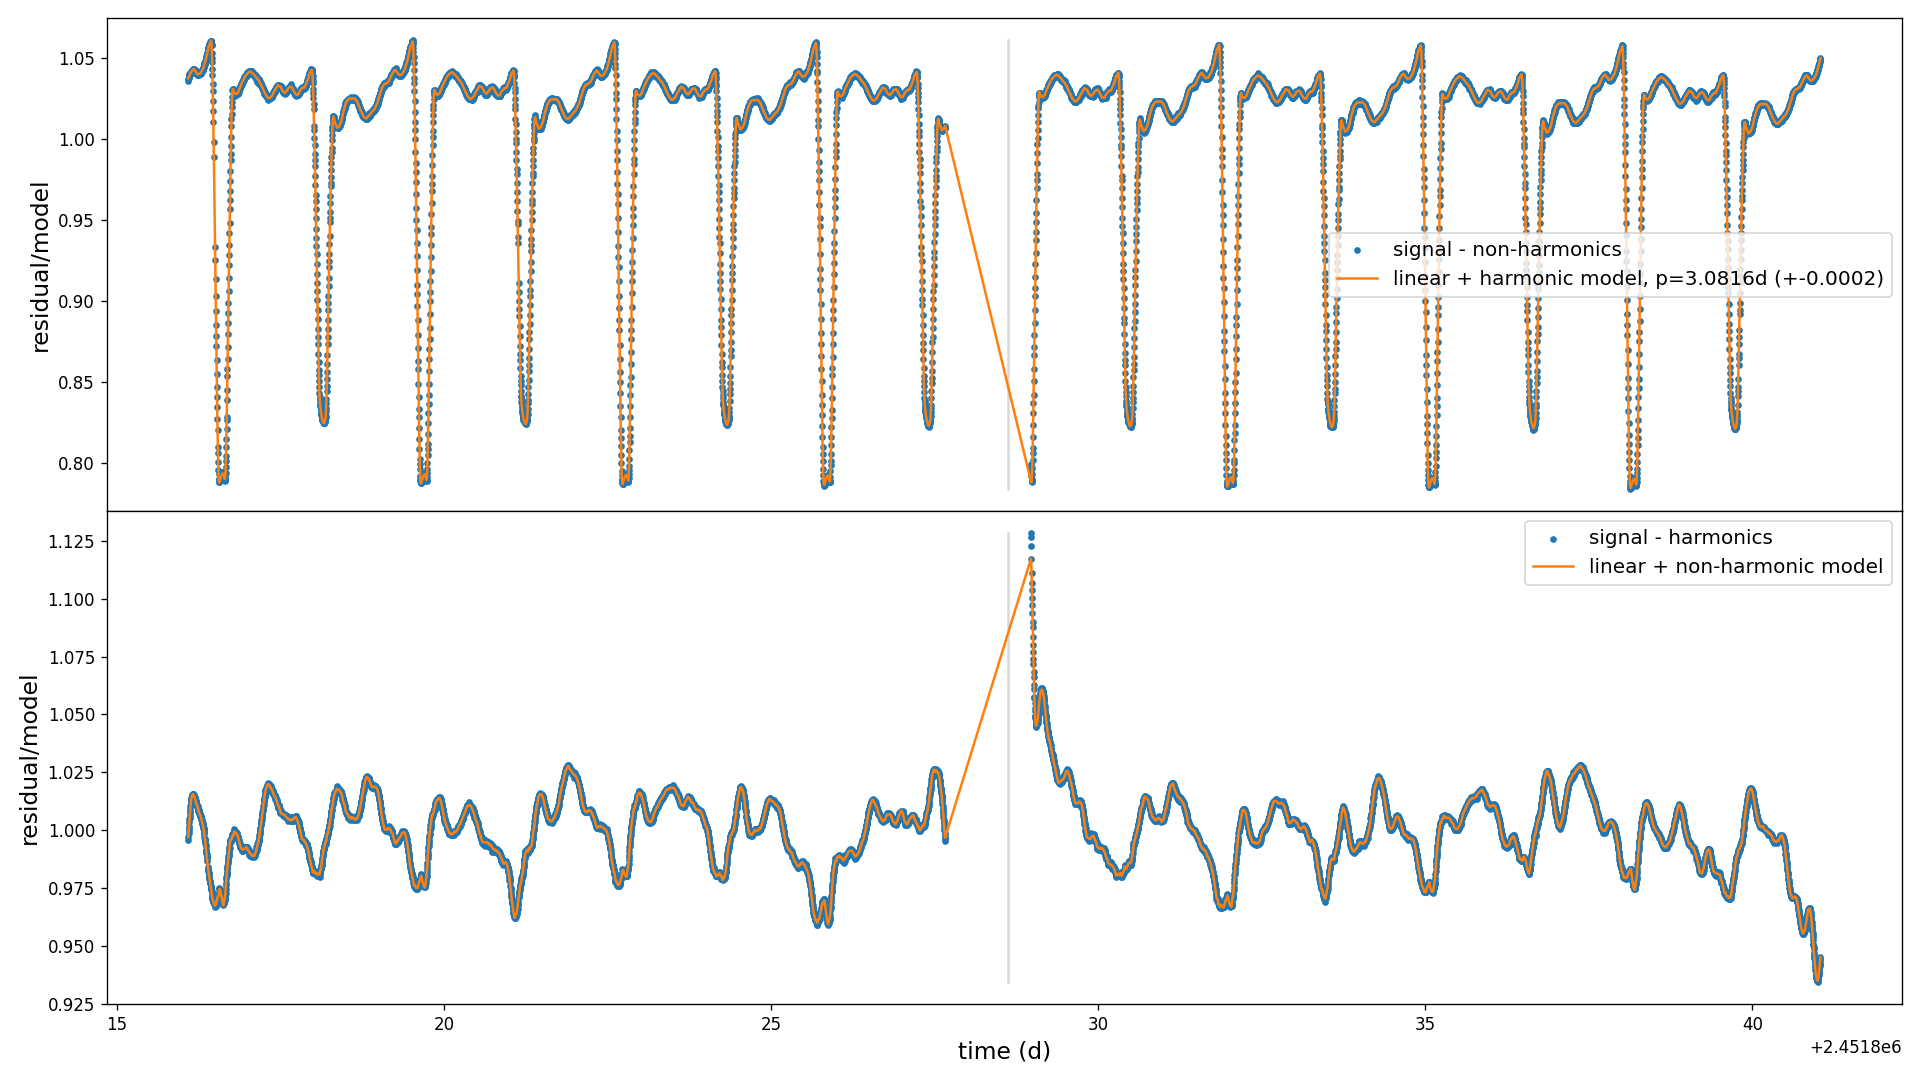 1.05
1.00
0.95
0.90
0.85
0.80
residual/model
signal - non-harmonics
linear + harmonic model, p=3.0816d (+-0.0002)
1.125
1.100
1.075
1.050
1.025
1.000
0.975
0.950
0.925
residual/model
signal - harmonics
linear + non-harmonic model
15
20
25
30
35
40
time (d)
+2.4518e6